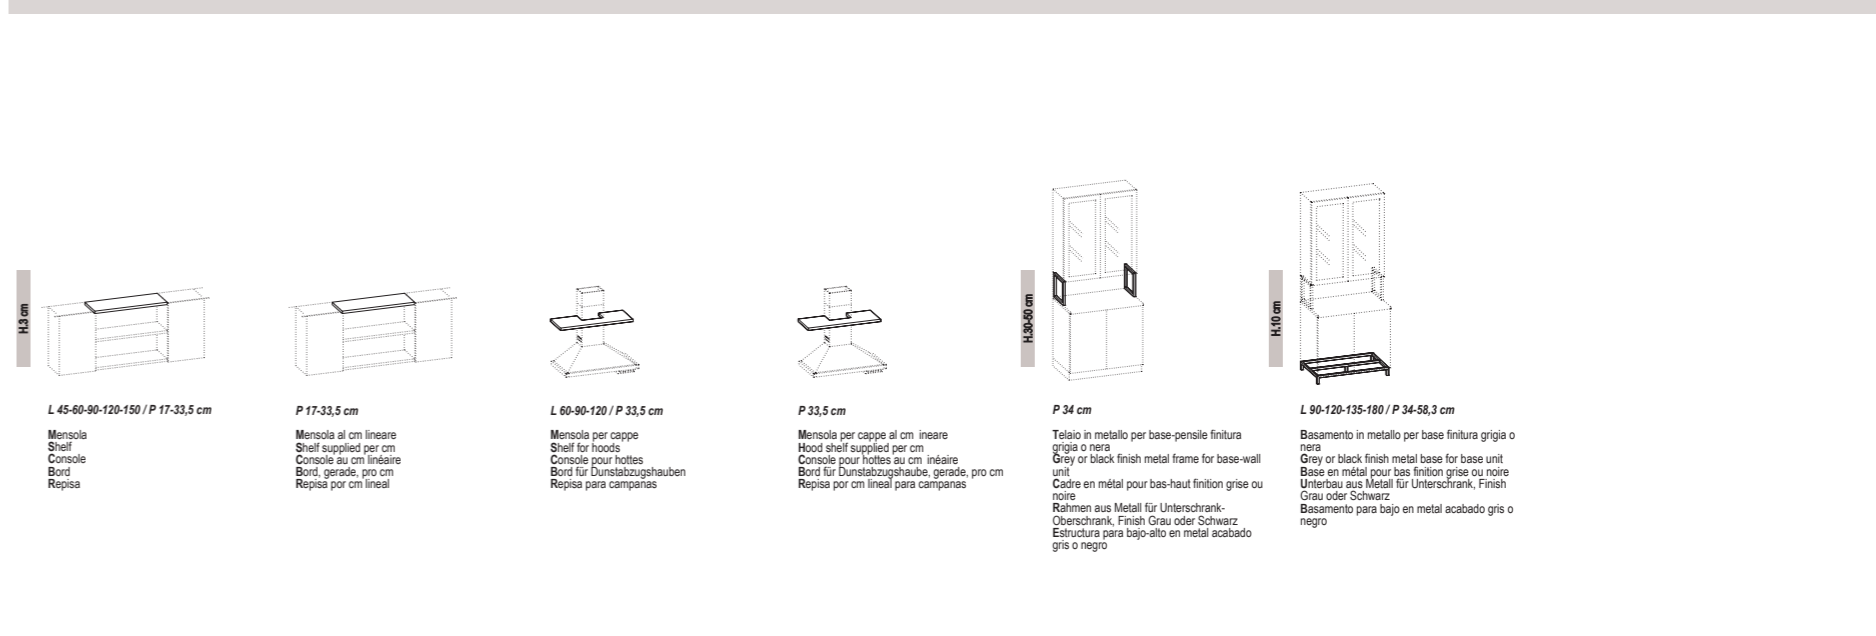 H.3 cm
L 45-60-90-120-150 / P 17-33,5 cm
Mensola
Shelf
Console
Bord
Repisa
P 17-33,5 cm
Mensola al cm lineare
Shelf supplied per cm
Console au cm linéaire
Bord, gerade, pro cm
Repisa por cm lineal
L 60-90-120 / P 33,5 cm
Mensola per cappe
Shelf for hoods
Console pour hottes
Bord für Dunstabzugshauben
Repisa para campanas
P 33,5 cm
Mensola per cappe al cm ineare
Hood shelf supplied per cm
Console pour hottes au cm inéaire
Bord für Dunstabzugshaube, gerade, pro cm
Repisa por cm lineal para campanas
H.30-50 cm
P 34 cm
Telaio in metallo per base-pensile finitura
grigia o nera
Grey or black finish metal frame for base-wall
unit
Cadre en métal pour bas-haut finition grise ou
noire
Rahmen aus Metall für Unterschrank-
Oberschrank, Finish Grau oder Schwarz
Estructura para bajo-alto en metal acabado
gris o negro
H.10 cm
L 90-120-135-180 / P 34-58,3 cm
Basamento in metallo per base finitura grigia o
nera
Grey or black finish metal base for base unit
Base en métal pour bas finition grise ou noire
Unterbau aus Metall für Unterschrank, Finish
Grau oder Schwarz
Basamento para bajo en metal acabado gris o
negro